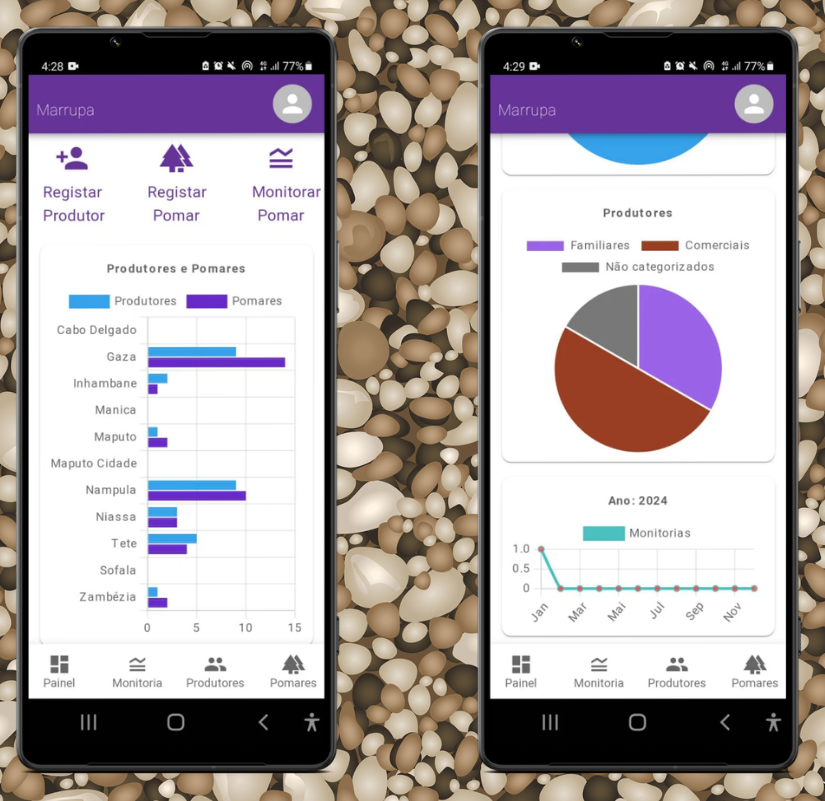 4:28
4G
77%
Marrupa
Registar
Produtor
Registar
Pomar
Monitorar
Pomar
Produtores e Pomares
Produtores
Pomares
Cabo Delgado
Gaza
Inhambane
Manica
Maputo
Maputo Cidade
Nampula
Niassa
Tete
Sofala
Zambézia
0 5 10 15
Painel Monitoria Produtores Pomares
4:29
4G
77%
Marrupa
Produtores
Familiares Comerciais
Não categorizados
Ano: 2024
Monitorias
1.0
0.5
0
Jan Mar Mai Jul Sep Nov
Painel Monitoria Produtores Pomares